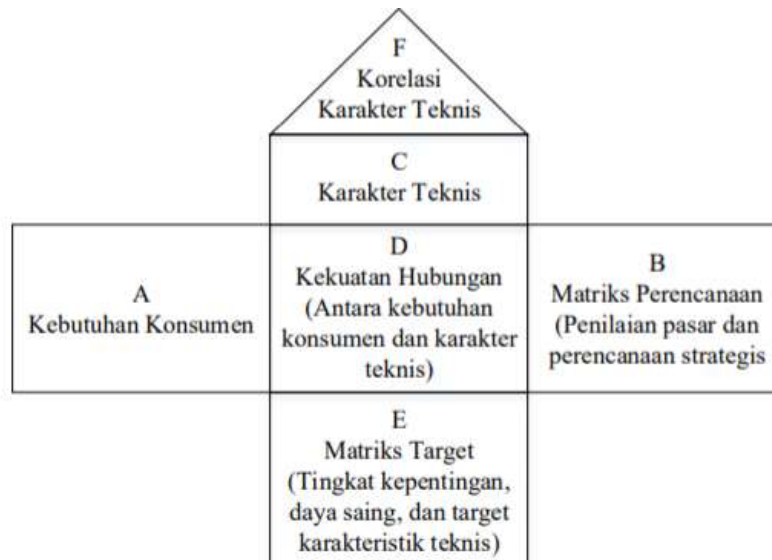 F
Korelasi
Karakter Teknis
C
Karakter Teknis
A
Kebutuhan Konsumen
D
Kekuatan Hubungan
(Antara kebutuhan
konsumen dan karakter
teknis)
B
Matriks Perencanaan
(Penilaian pasar dan
perencanaan strategis
E
Matriks Target
(Tingkat kepentingan,
daya saing, dan target
karakteristik teknis)